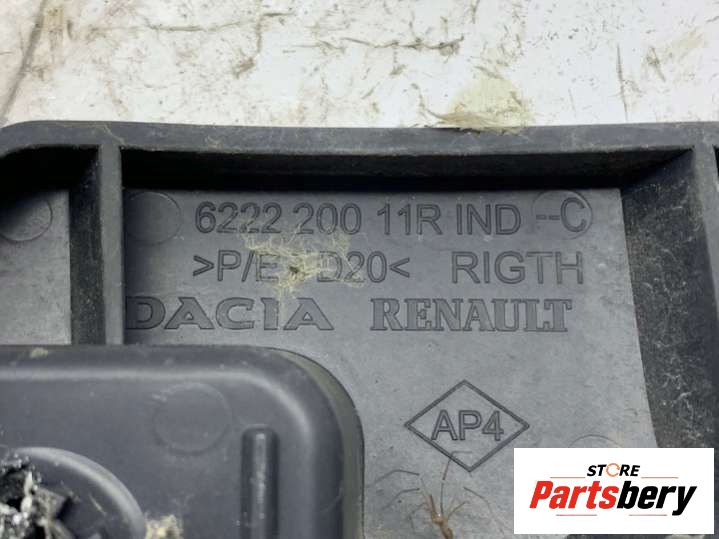 6222 200 11R IND --C
>P/E D20< RIGTH
DACIA RENAULT
AP4
STORE
Partsbery